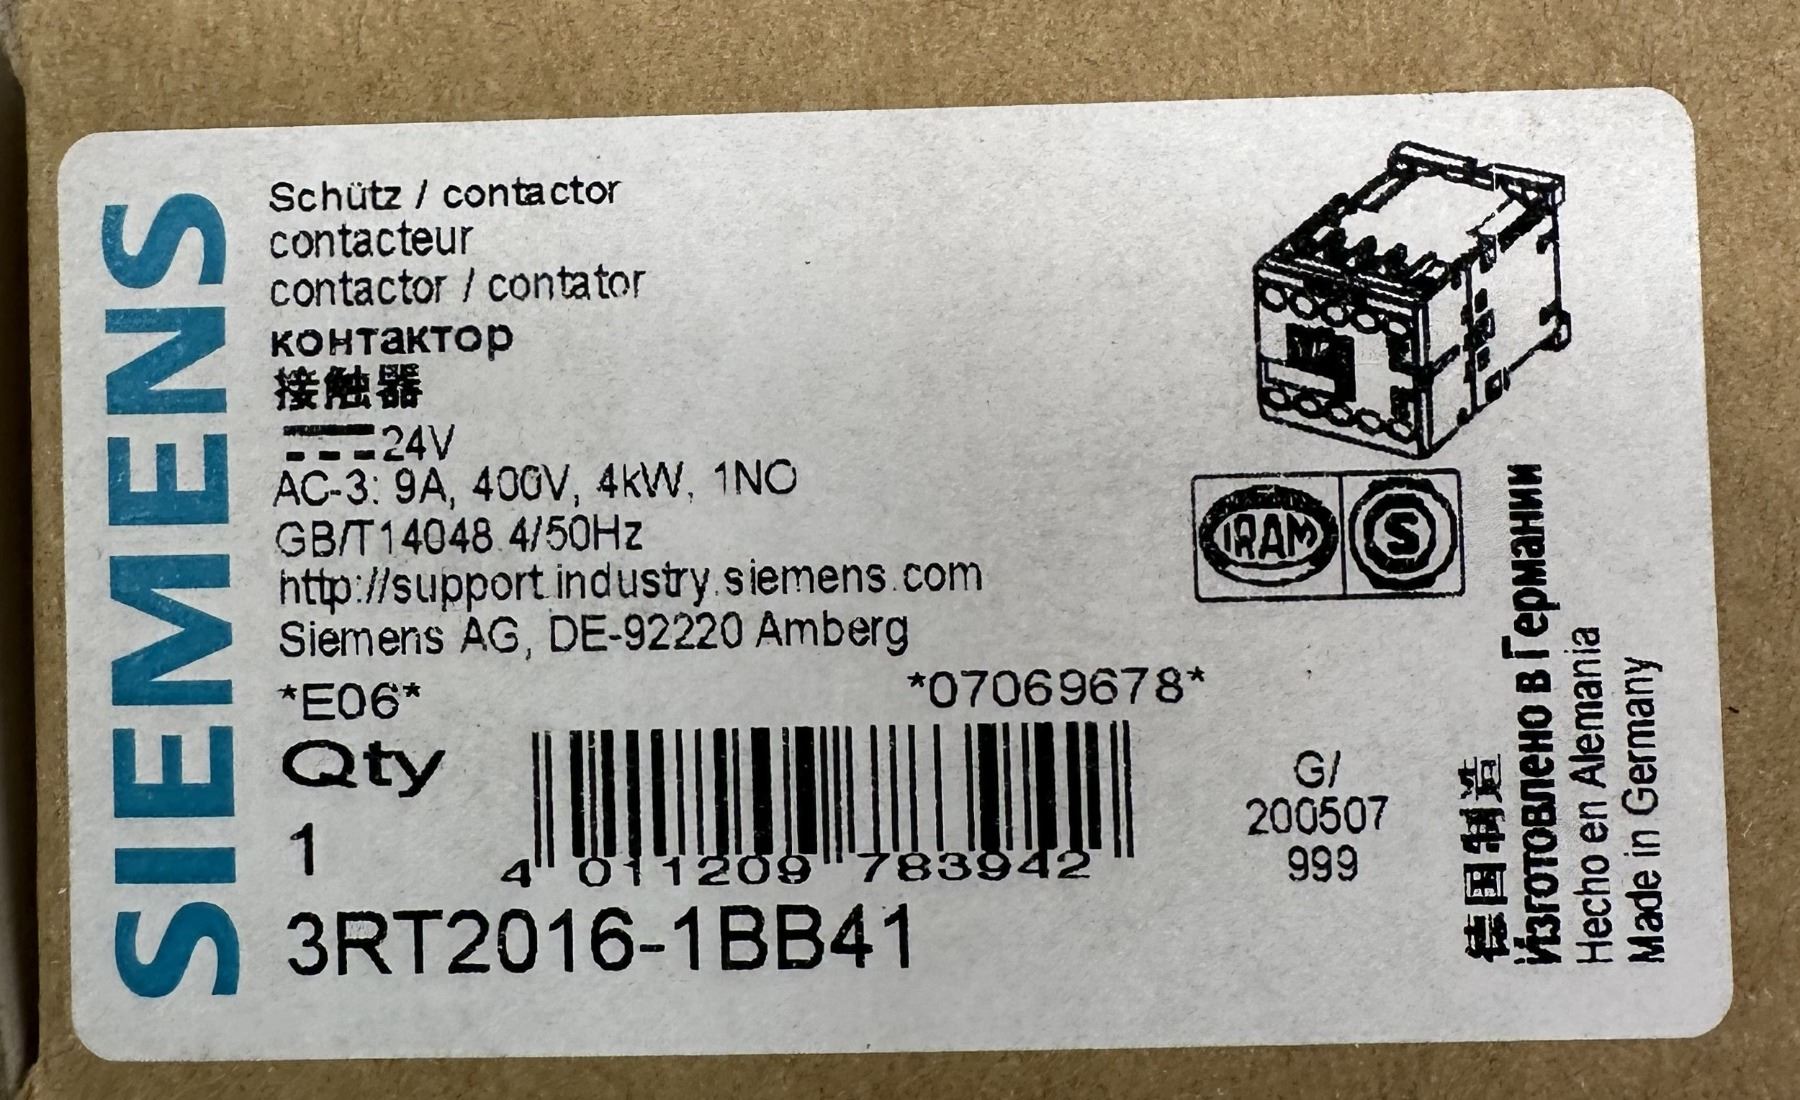 SIEMENS
Schütz / contactor
contacteur
contactor / contator
контактор
接触器
24V
AC-3: 9A, 400V, 4kW, 1NO
GB/T14048.4/50Hz
http://support.industry.siemens.com
Siemens AG, DE-92220 Amberg
*E06*
*07069678*
Qty
1
4 011209 783942
3RT2016-1BB41
IRAM
S
G/
200507
999
德国制造
Изготовлено в Германии
Hecho en Alemania
Made in Germany